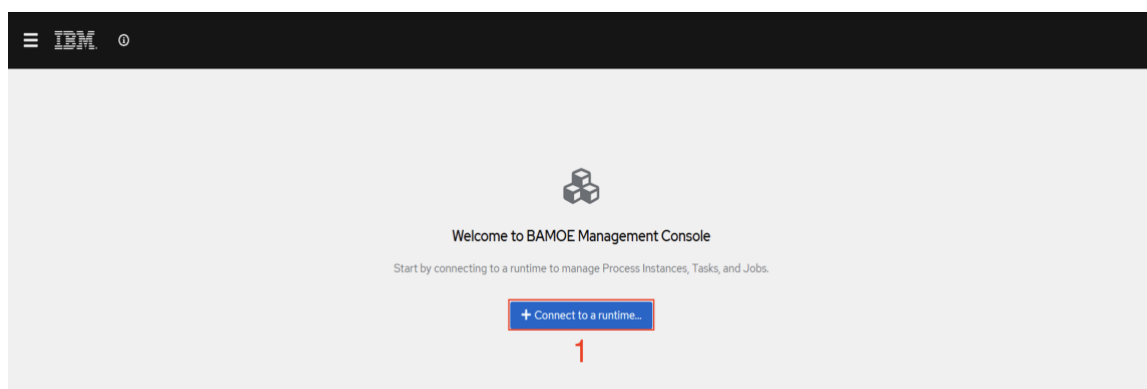 IBM
Welcome to BAMOE Management Console
Start by connecting to a runtime to manage Process Instances, Tasks, and Jobs.
+ Connect to a runtime...
1